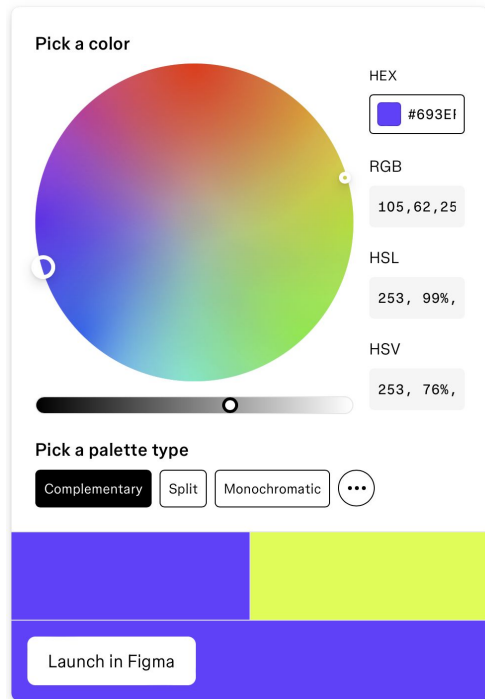 Pick a color
HEX
#693E
RGB
105,62,25
HSL
253, 99%,
HSV
253, 76%,
Pick a palette type
Complementary
Split
Monochromatic
Launch in Figma